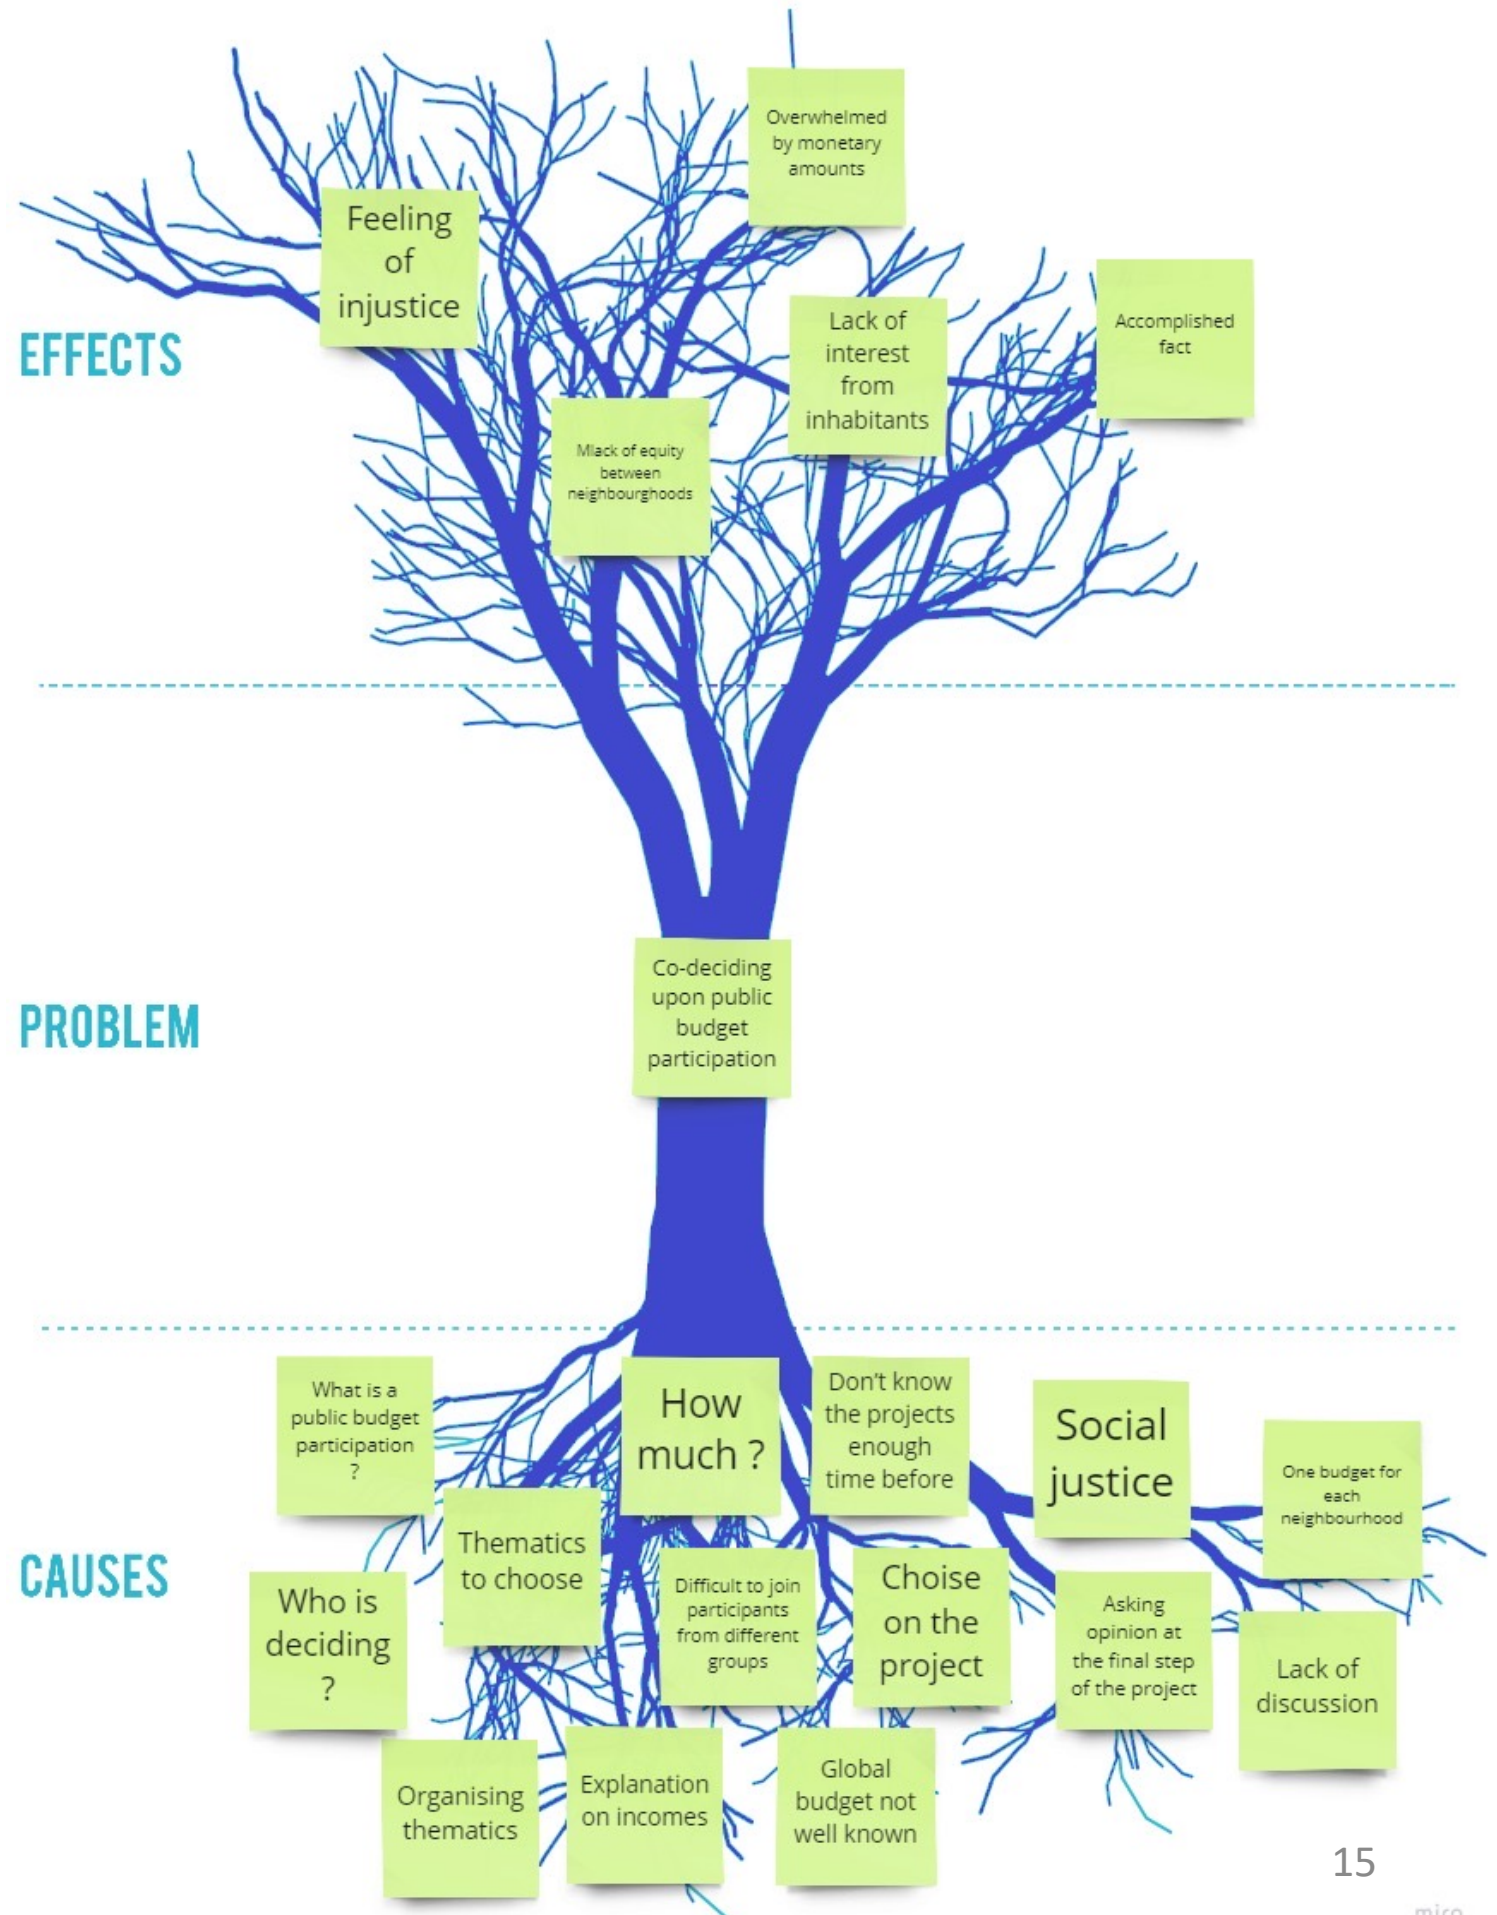 Overwhelmed
by monetary
amounts
Feeling
of
injustice
Lack of
interest
from
inhabitants
Accomplished
fact
EFFECTS
Mlack of equity
between
neighbourghoods
Co-deciding
upon public
budget
participation
PROBLEM
What is a
public budget
participation
?
How
much ?
Don't know
the projects
enough
time before
Social
justice
One budget for
each
neighbourhood
Thematics
to choose
CAUSES
Who is
deciding
?
Difficult to join
participants
from different
groups
Choise
on the
project
Asking
opinion at
the final step
of the project
Lack of
discussion
Organising
thematics
Explanation
on incomes
Global
budget not
well known
15
miro